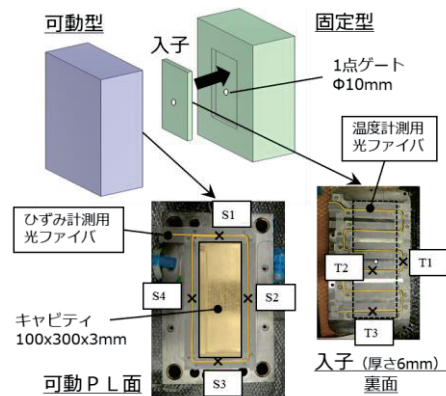 可動型
固定型
入子
1点ゲート
Φ10mm
温度計測用
光ファイバ
ひずみ計測用
光ファイバ
S1
S4
S2
T1
T2
キャビティ
100x300x3mm
T3
S3
可動ＰＬ面
入子（厚さ6mm）
裏面